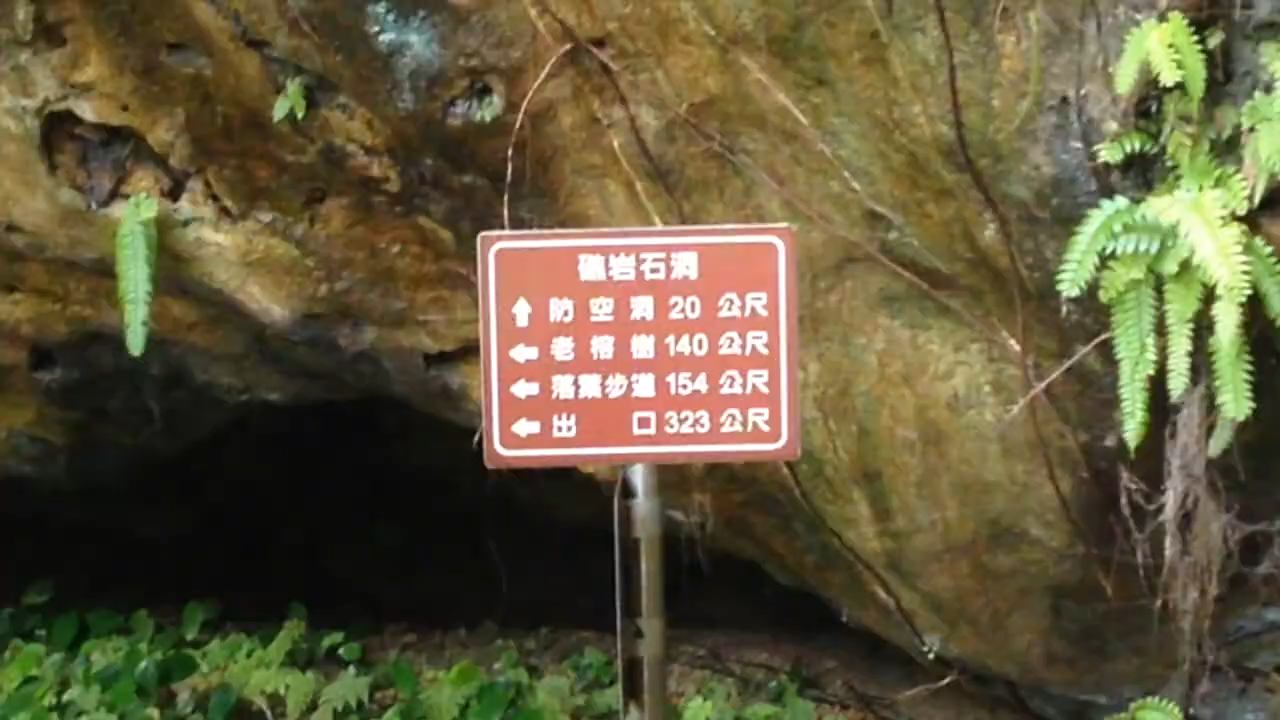 礁岩石洞
↑ 防空洞 20 公尺
← 老榕樹 140 公尺
← 落葉步道 154 公尺
← 出口 323 公尺